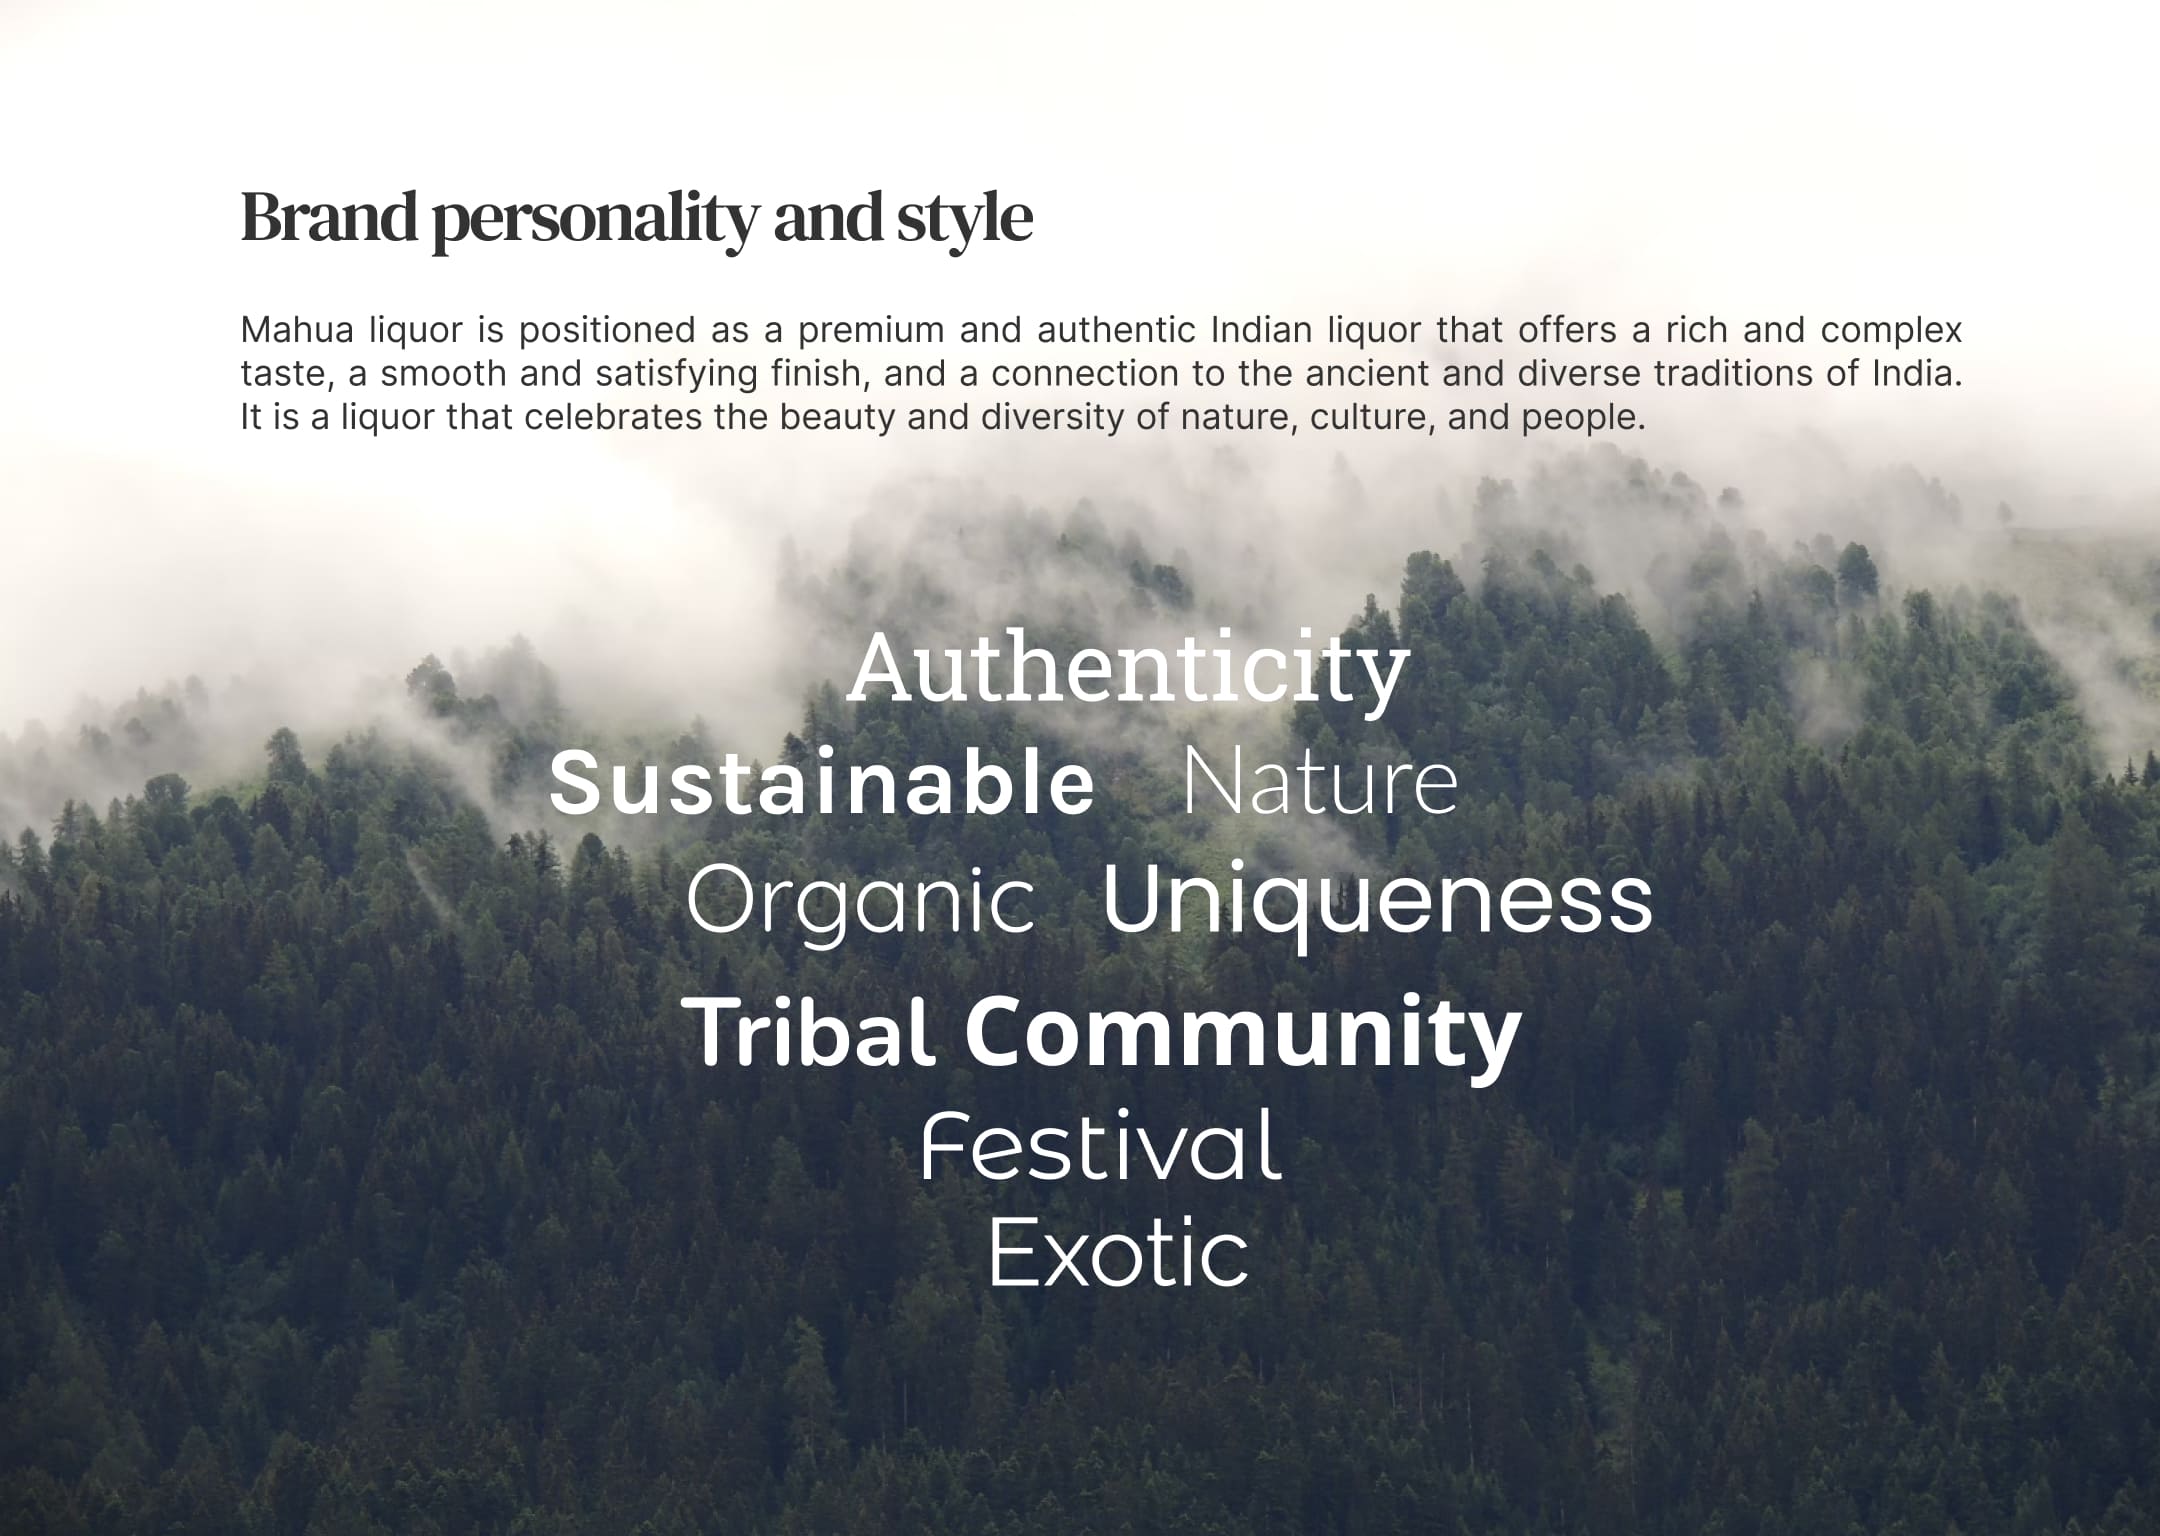 Brand personality and style
Mahua liquor is positioned as a premium and authentic Indian liquor that offers a rich and complex
taste, a smooth and satisfying finish, and a connection to the ancient and diverse traditions of India.
It is a liquor that celebrates the beauty and diversity of nature, culture, and people.
Authenticity
Sustainable Nature
Organic Uniqueness
Tribal Community
Festival
Exotic